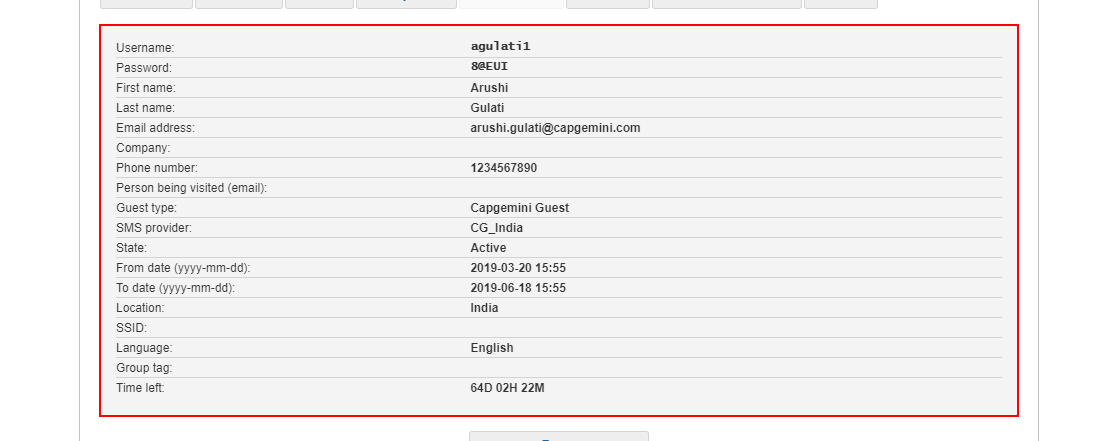 Username: agulati1
Password: 8@EUI
First name: Arushi
Last name: Gulati
Email address: arushi.gulati@capgemini.com
Company:
Phone number: 1234567890
Person being visited (email):
Guest type: Capgemini Guest
SMS provider: CG_India
State: Active
From date (yyyy-mm-dd): 2019-03-20 15:55
To date (yyyy-mm-dd): 2019-06-18 15:55
Location: India
SSID:
Language: English
Group tag:
Time left: 64D 02H 22M